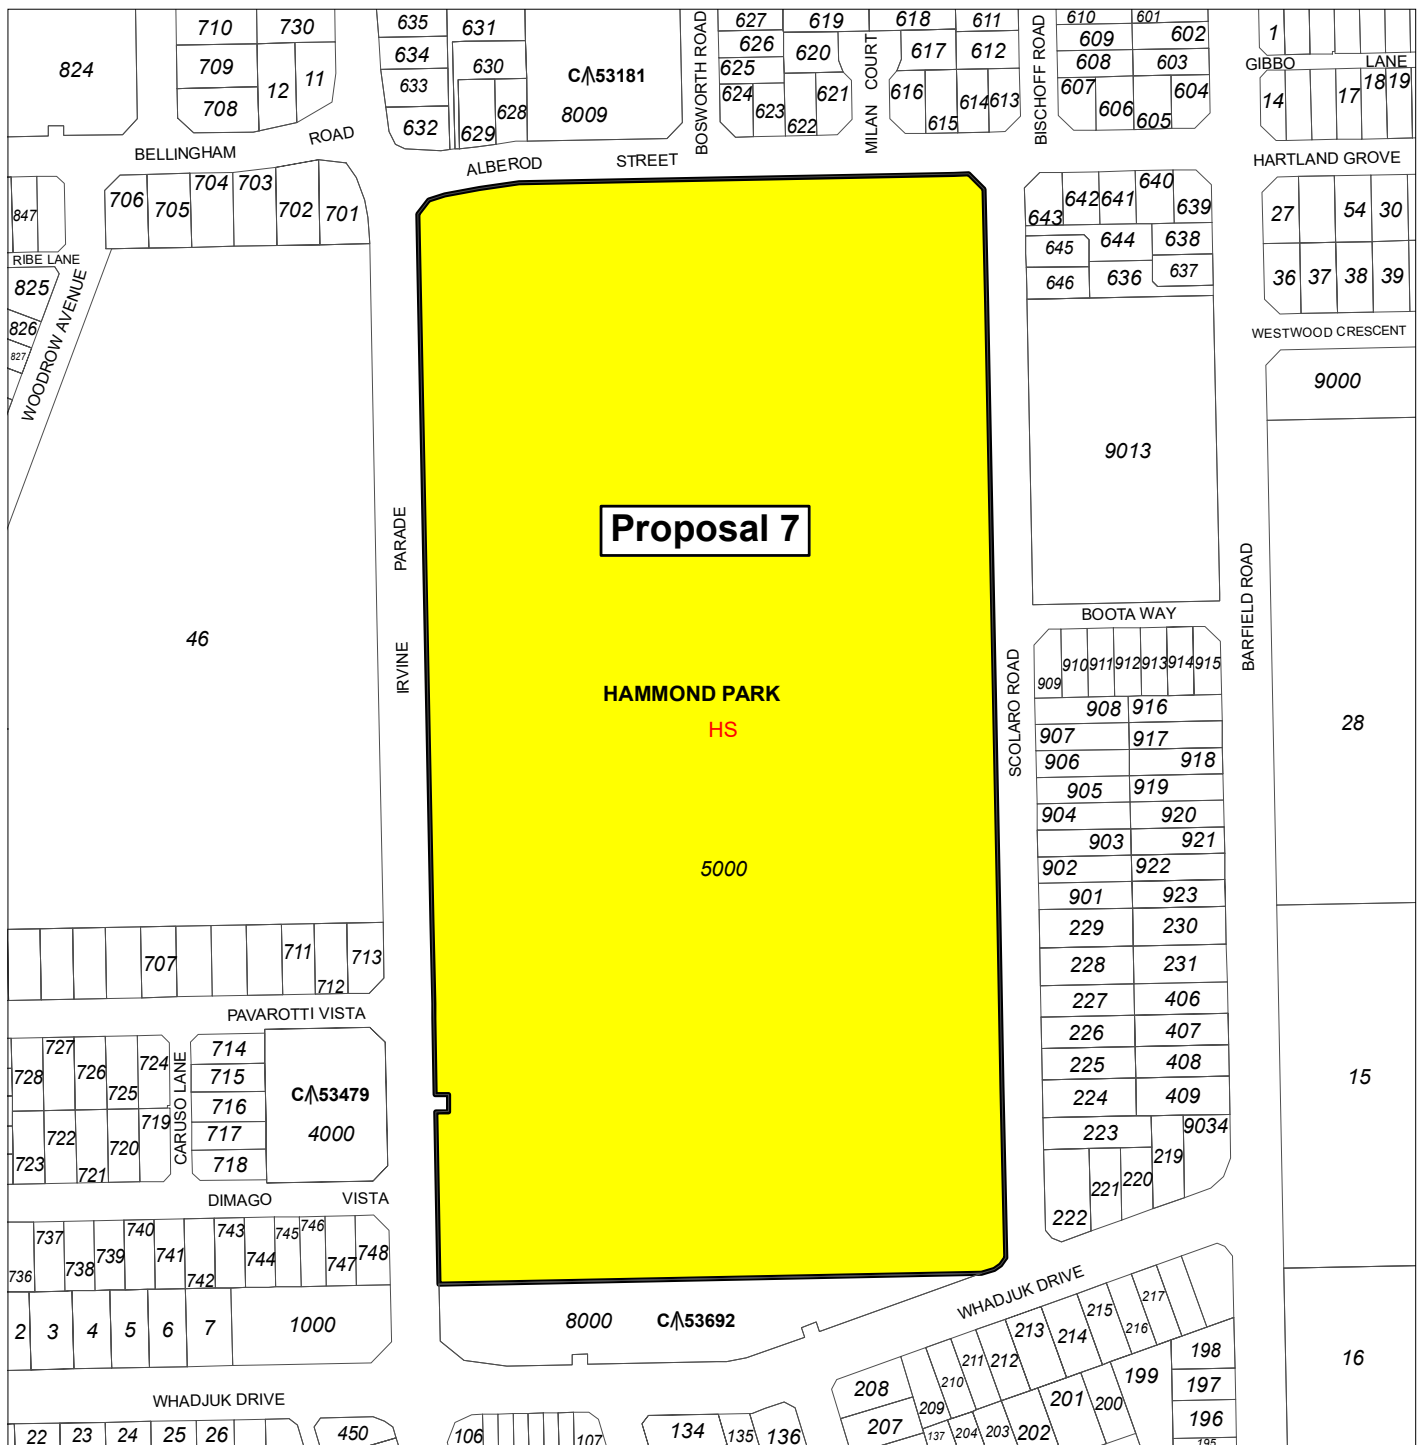 710 730 635 631 627 619 618 611 610 601 1
634 626 620 617 612 609 602
824 709 12 11 633 630 C/\53181 625 608 603 GIBBO LANE
708 632 629 628 8009 624 623 622 621 616 615 614 613 607 606 605 604 14 17 18 19
BOSWORTH ROAD
MILAN COURT
BISCHOFF ROAD
BELLINGHAM ROAD
ALBEROD STREET
HARTLAND GROVE
847 706 705 704 703 702 701 643 642 641 640 639 27 54 30
RIBE LANE
645 644 638
646 636 637
36 37 38 39
825
826
827
WOODROW AVENUE
WESTWOOD CRESCENT
9000
9013
Proposal 7
IRVINE PARADE
46
BOOTA WAY
BARFIELD ROAD
SCOLARO ROAD
909 910 911 912 913 914 915
HAMMOND PARK
HS
28
908 916
907 917
906 918
905 919
904 920
903 921
5000
902 922
901 923
229 230
228 231
227 406
226 407
225 408
224 409
223 9034
222 221 220 219
707 711 712 713
PAVAROTTI VISTA
728 727 726 725 724 714
715
CARUSO LANE
C/\53479
716
723 722 721 720 719 717 4000
718
15
DIMAGO VISTA
736 737 738 739 740 741 742 743 744 745 746 747 748
2 3 4 5 6 7 1000
8000 C/\53692
WHADJUK DRIVE
208 209 210 211 212 213 214 215 216 217
198
199 197 16
207 137 204 203 202 201 200 196
195
WHADJUK DRIVE
22 23 24 25 26 450 106 107 134 135 136